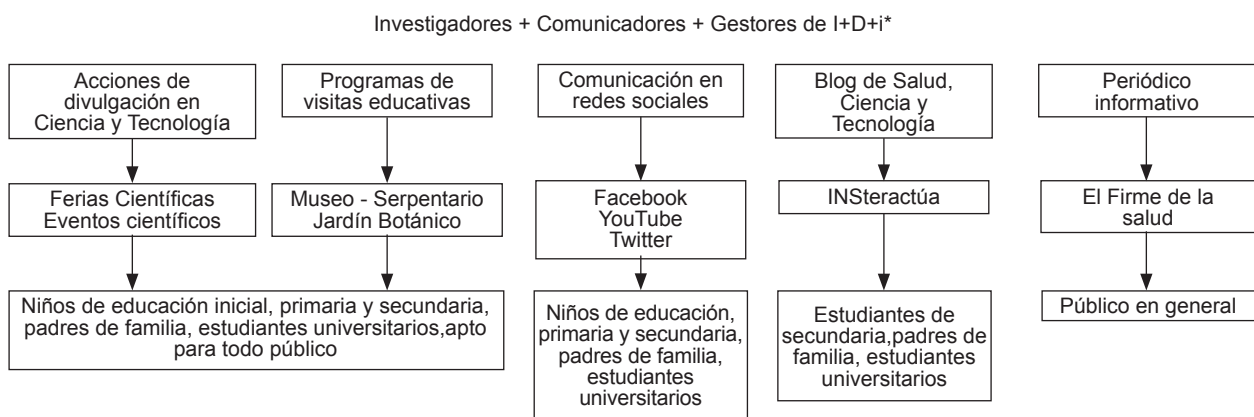 Investigadores + Comunicadores + Gestores de I+D+i*
Acciones de
divulgación en
Ciencia y Tecnología
Programas de
visitas educativas
Comunicación en
redes sociales
Blog de Salud,
Ciencia y
Tecnología
Periódico
informativo
Ferias Científicas
Eventos científicos
Museo - Serpentario
Jardín Botánico
Facebook
YouTube
Twitter
INSteractúa
El Firme de la
salud
Niños de educación inicial, primaria y secundaria,
padres de familia, estudiantes universitarios,apto
para todo público
Niños de educación,
primaria y secundaria,
padres de familia,
estudiantes
universitarios
Estudiantes de
secundaria,padres de
familia, estudiantes
universitarios
Público en general